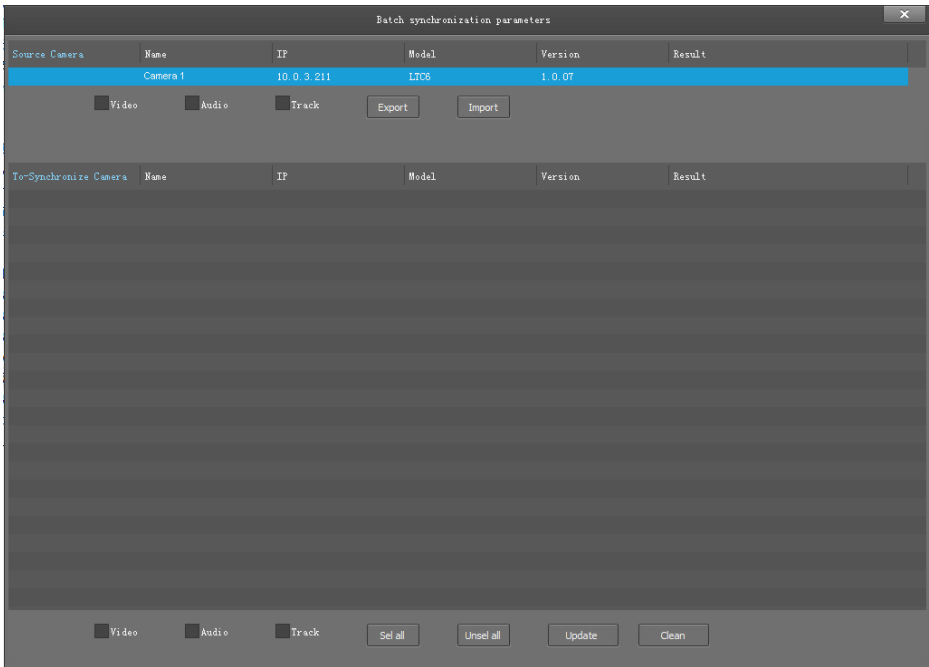 Batch synchronization parameters
Source Camera Name IP Model Version Result
Camera 1 10.0.3.211 LTC6 1.0.07
Video Audio Track Export Import
To-Synchronize Camera Name IP Model Version Result
Video Audio Track Sel all Unsel all Update Clean